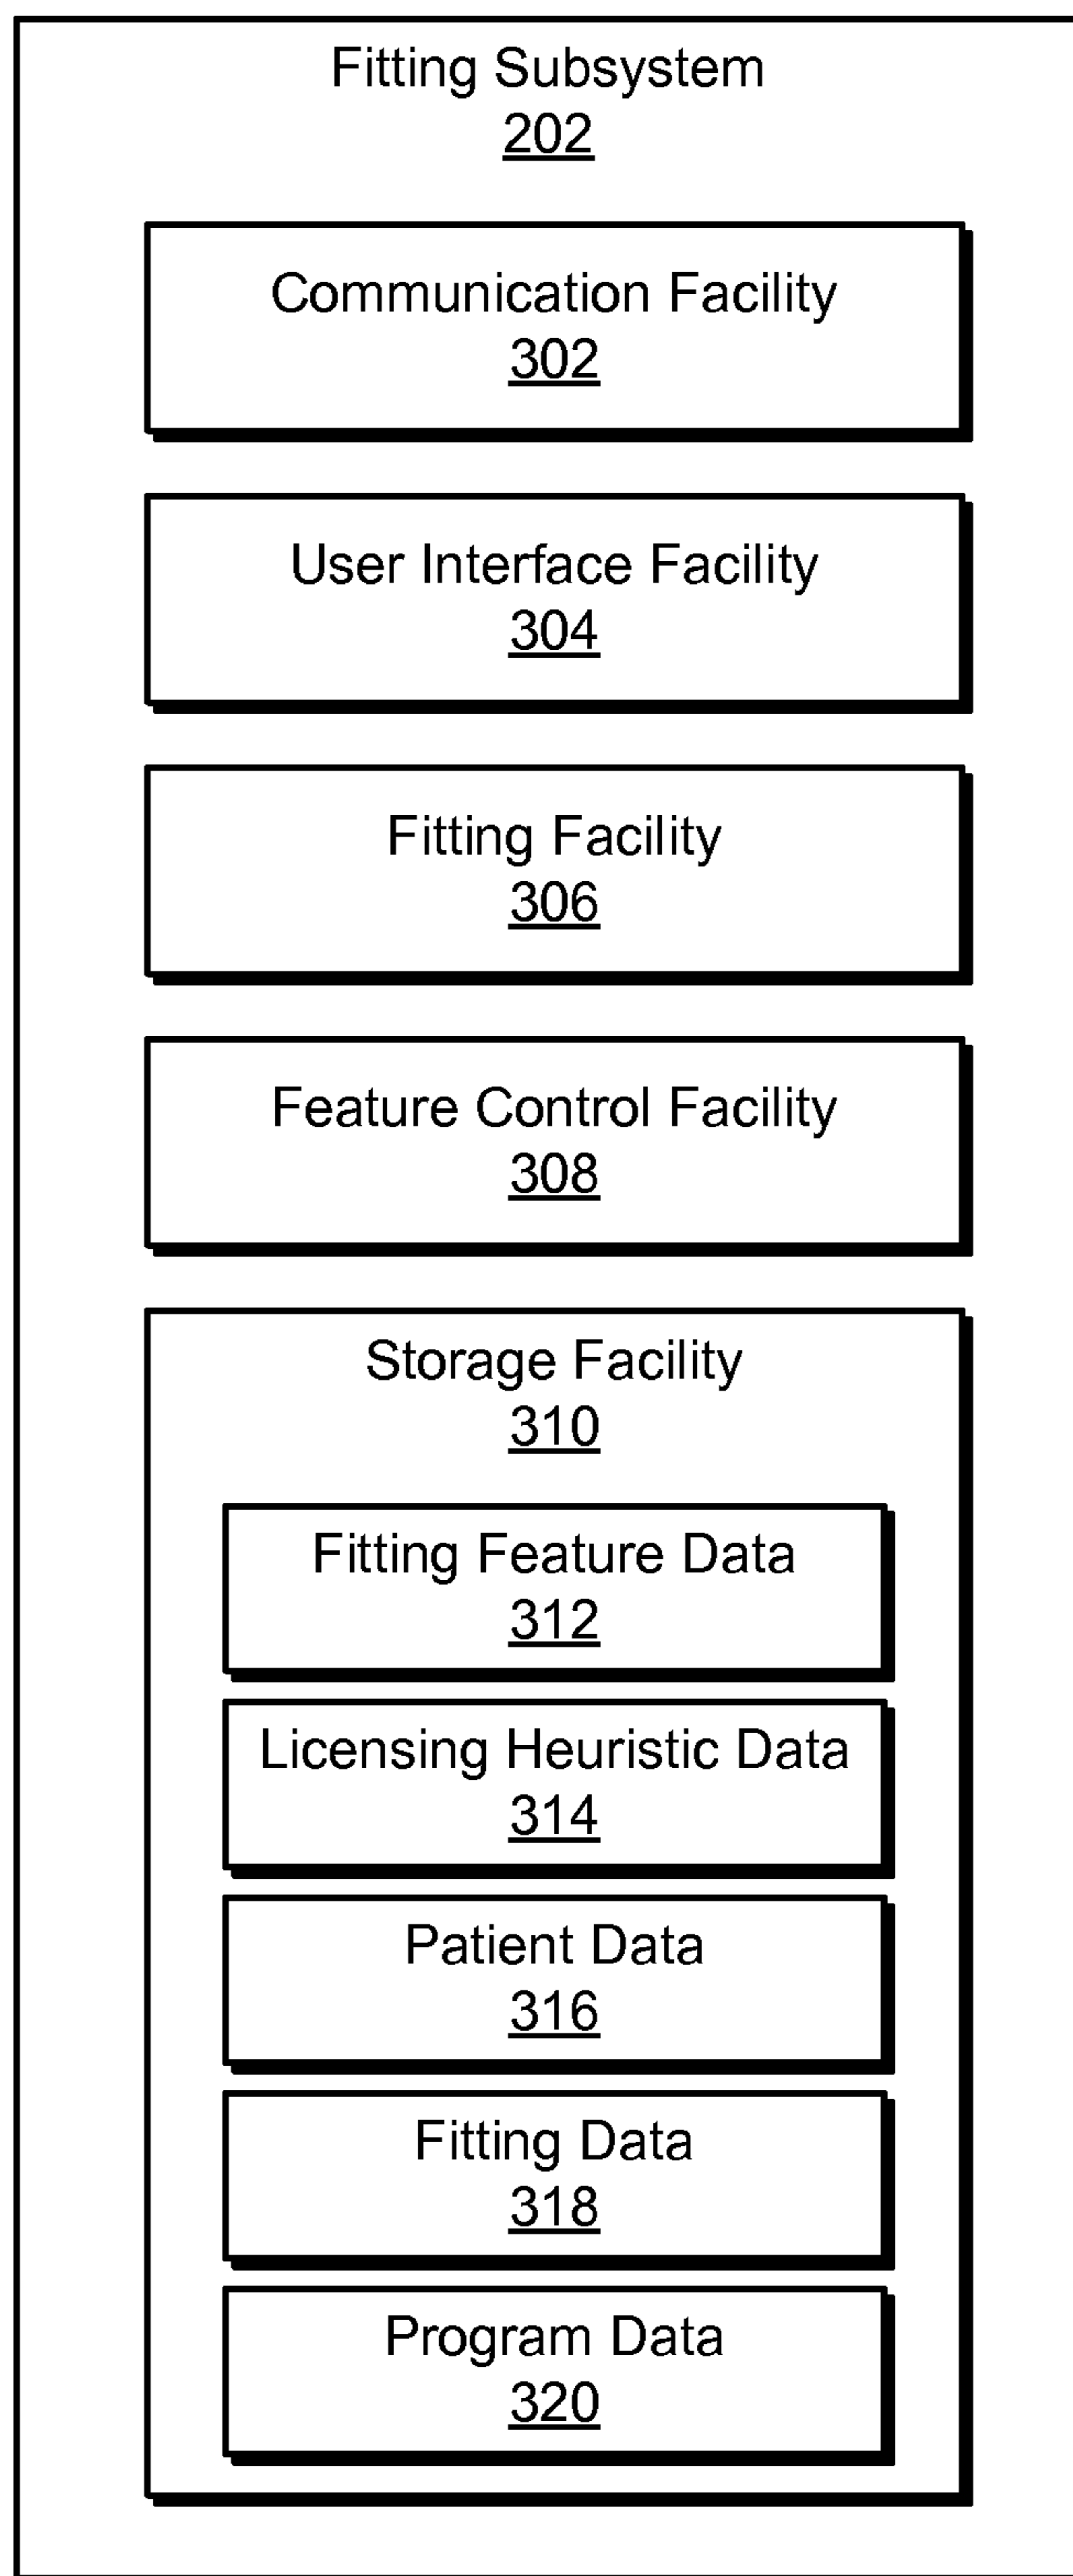 Fitting Subsystem
202
Communication Facility
302
User Interface Facility
304
Fitting Facility
306
Feature Control Facility
308
Storage Facility
310
Fitting Feature Data
312
Licensing Heuristic Data
314
Patient Data
316
Fitting Data
318
Program Data
320